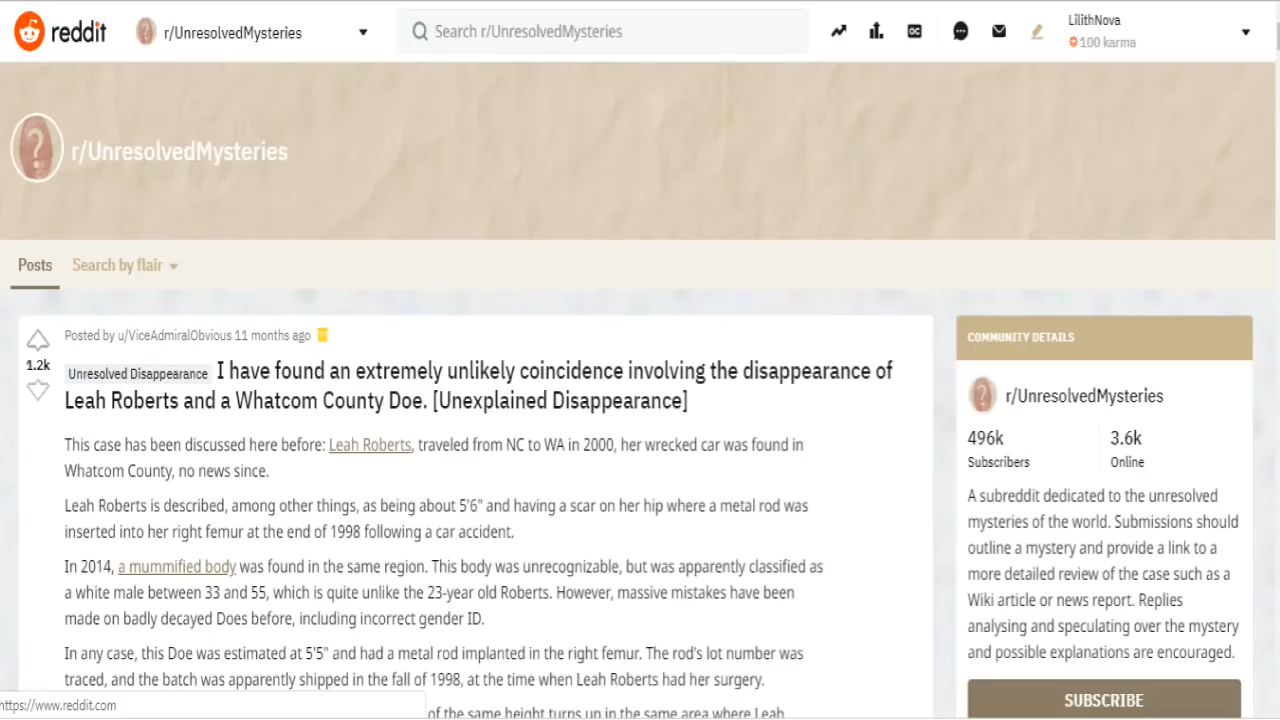 reddit r/UnresolvedMysteries Search r/UnresolvedMysteries LilithNova
100 karma
r/UnresolvedMysteries
Posts Search by flair
Posted by u/ViceAdmiralObvious 11 months ago
1.2k
Unresolved Disappearance I have found an extremely unlikely coincidence involving the disappearance of
Leah Roberts and a Whatcom County Doe. [Unexplained Disappearance]
This case has been discussed here before: Leah Roberts, traveled from NC to WA in 2000, her wrecked car was found in
Whatcom County, no news since.
Leah Roberts is described, among other things, as being about 5'6" and having a scar on her hip where a metal rod was
inserted into her right femur at the end of 1998 following a car accident.
In 2014, a mummified body was found in the same region. This body was unrecognizable, but was apparently classified as
a white male between 33 and 55, which is quite unlike the 23-year old Roberts. However, massive mistakes have been
made on badly decayed Does before, including incorrect gender ID.
In any case, this Doe was estimated at 5'5" and had a metal rod implanted in the right femur. The rod's lot number was
traced, and the batch was apparently shipped in the fall of 1998, at the time when Leah Roberts had her surgery.
of the same height turns up in the same area where Leah
https://www.reddit.com
COMMUNITY DETAILS
r/UnresolvedMysteries
496k 3.6k
Subscribers Online
A subreddit dedicated to the unresolved
mysteries of the world. Submissions should
outline a mystery and provide a link to a
more detailed review of the case such as a
Wiki article or news report. Replies
analysing and speculating over the mystery
and possible explanations are encouraged.
SUBSCRIBE